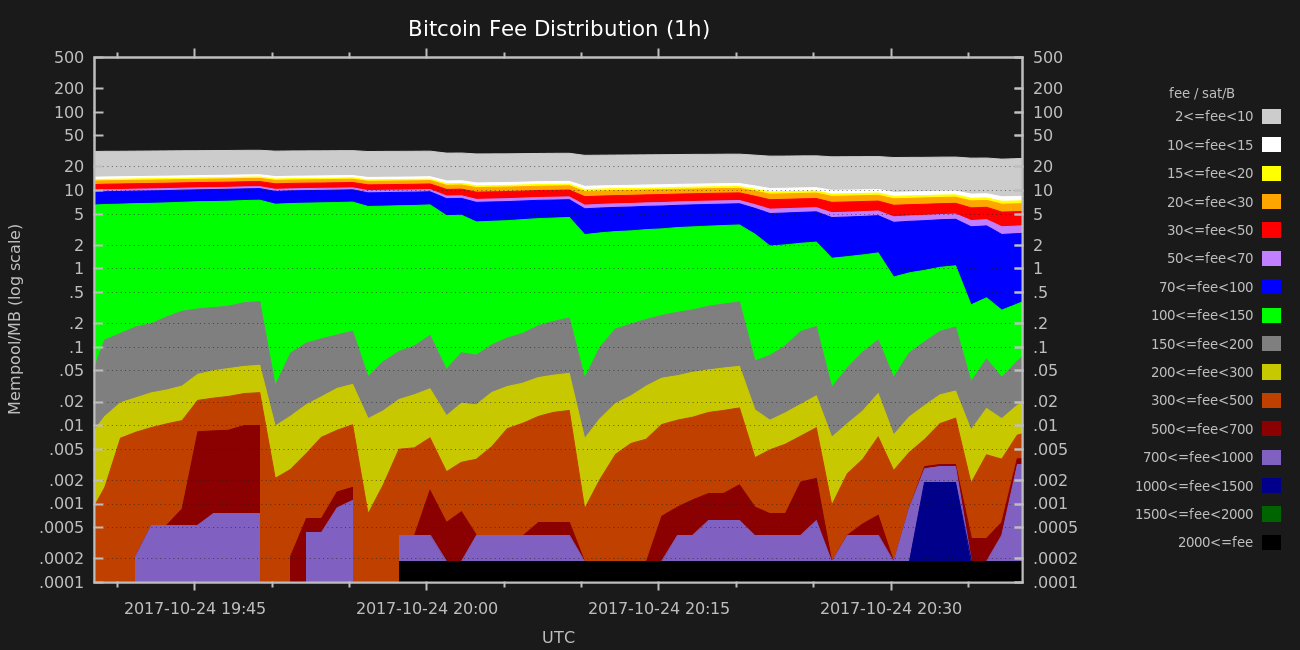 Bitcoin Fee Distribution (1h)
500 500
200 200
100 100
50 50
20 20
10 10
5 5
2 2
1 1
.5 .5
.2 .2
.1 .1
.05 .05
.02 .02
.01 .01
.005 .005
.002 .002
.001 .001
.0005 .0005
.0002 .0002
.0001 .0001
Mempool/MB (log scale)
2017-10-24 19:45 2017-10-24 20:00 2017-10-24 20:15 2017-10-24 20:30
UTC
fee / sat/B
2<=fee<10
10<=fee<15
15<=fee<20
20<=fee<30
30<=fee<50
50<=fee<70
70<=fee<100
100<=fee<150
150<=fee<200
200<=fee<300
300<=fee<500
500<=fee<700
700<=fee<1000
1000<=fee<1500
1500<=fee<2000
2000<=fee